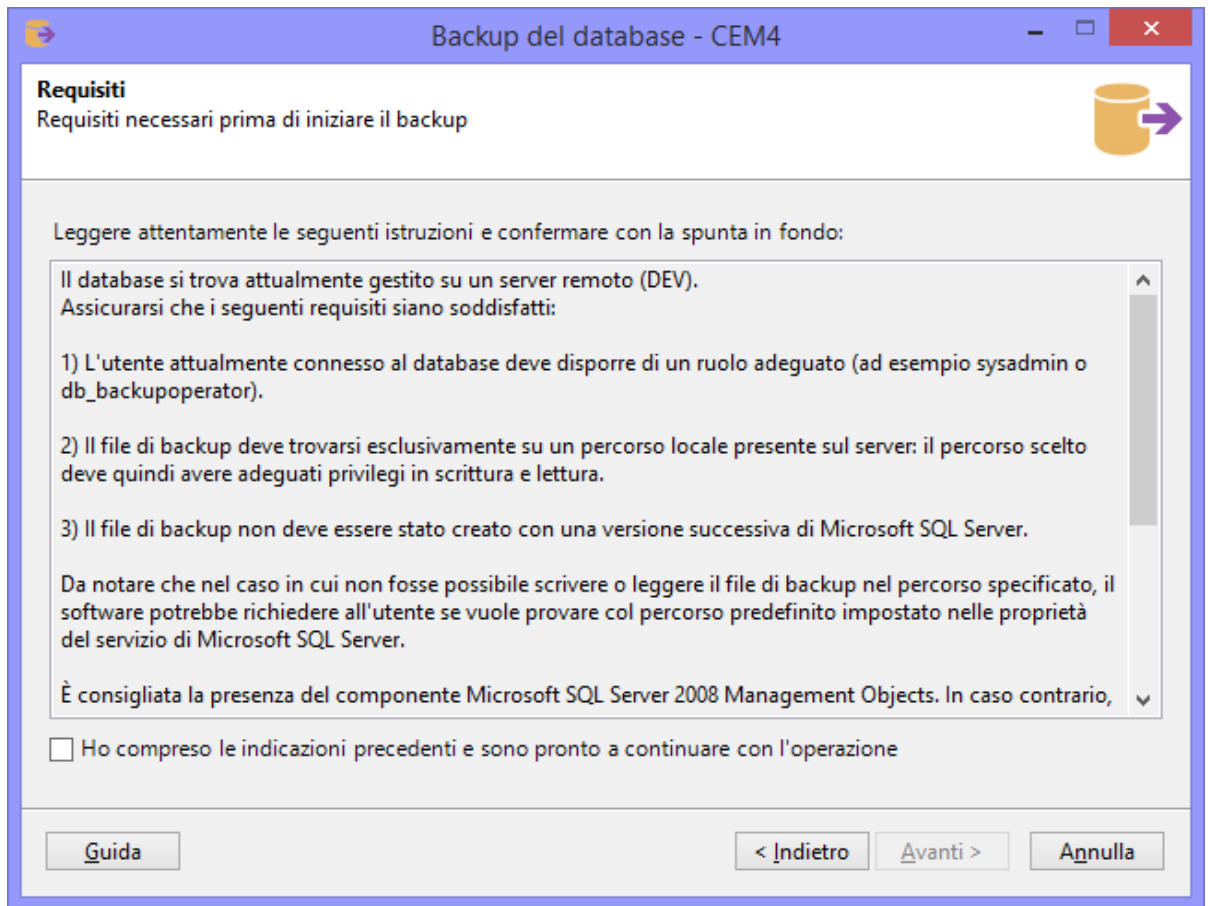 Backup del database - CEM4
Requisiti
Requisiti necessari prima di iniziare il backup
Leggere attentamente le seguenti istruzioni e confermare con la spunta in fondo:
Il database si trova attualmente gestito su un server remoto (DEV).
Assicurarsi che i seguenti requisiti siano soddisfatti:
1) L'utente attualmente connesso al database deve disporre di un ruolo adeguato (ad esempio sysadmin o
db_backupoperator).
2) Il file di backup deve trovarsi esclusivamente su un percorso locale presente sul server: il percorso scelto
deve quindi avere adeguati privilegi in scrittura e lettura.
3) Il file di backup non deve essere stato creato con una versione successiva di Microsoft SQL Server.
Da notare che nel caso in cui non fosse possibile scrivere o leggere il file di backup nel percorso specificato, il
software potrebbe richiedere all'utente se vuole provare col percorso predefinito impostato nelle proprietà
del servizio di Microsoft SQL Server.
È consigliata la presenza del componente Microsoft SQL Server 2008 Management Objects. In caso contrario,
Ho compreso le indicazioni precedenti e sono pronto a continuare con l'operazione
Guida
< Indietro
Avanti >
Annulla